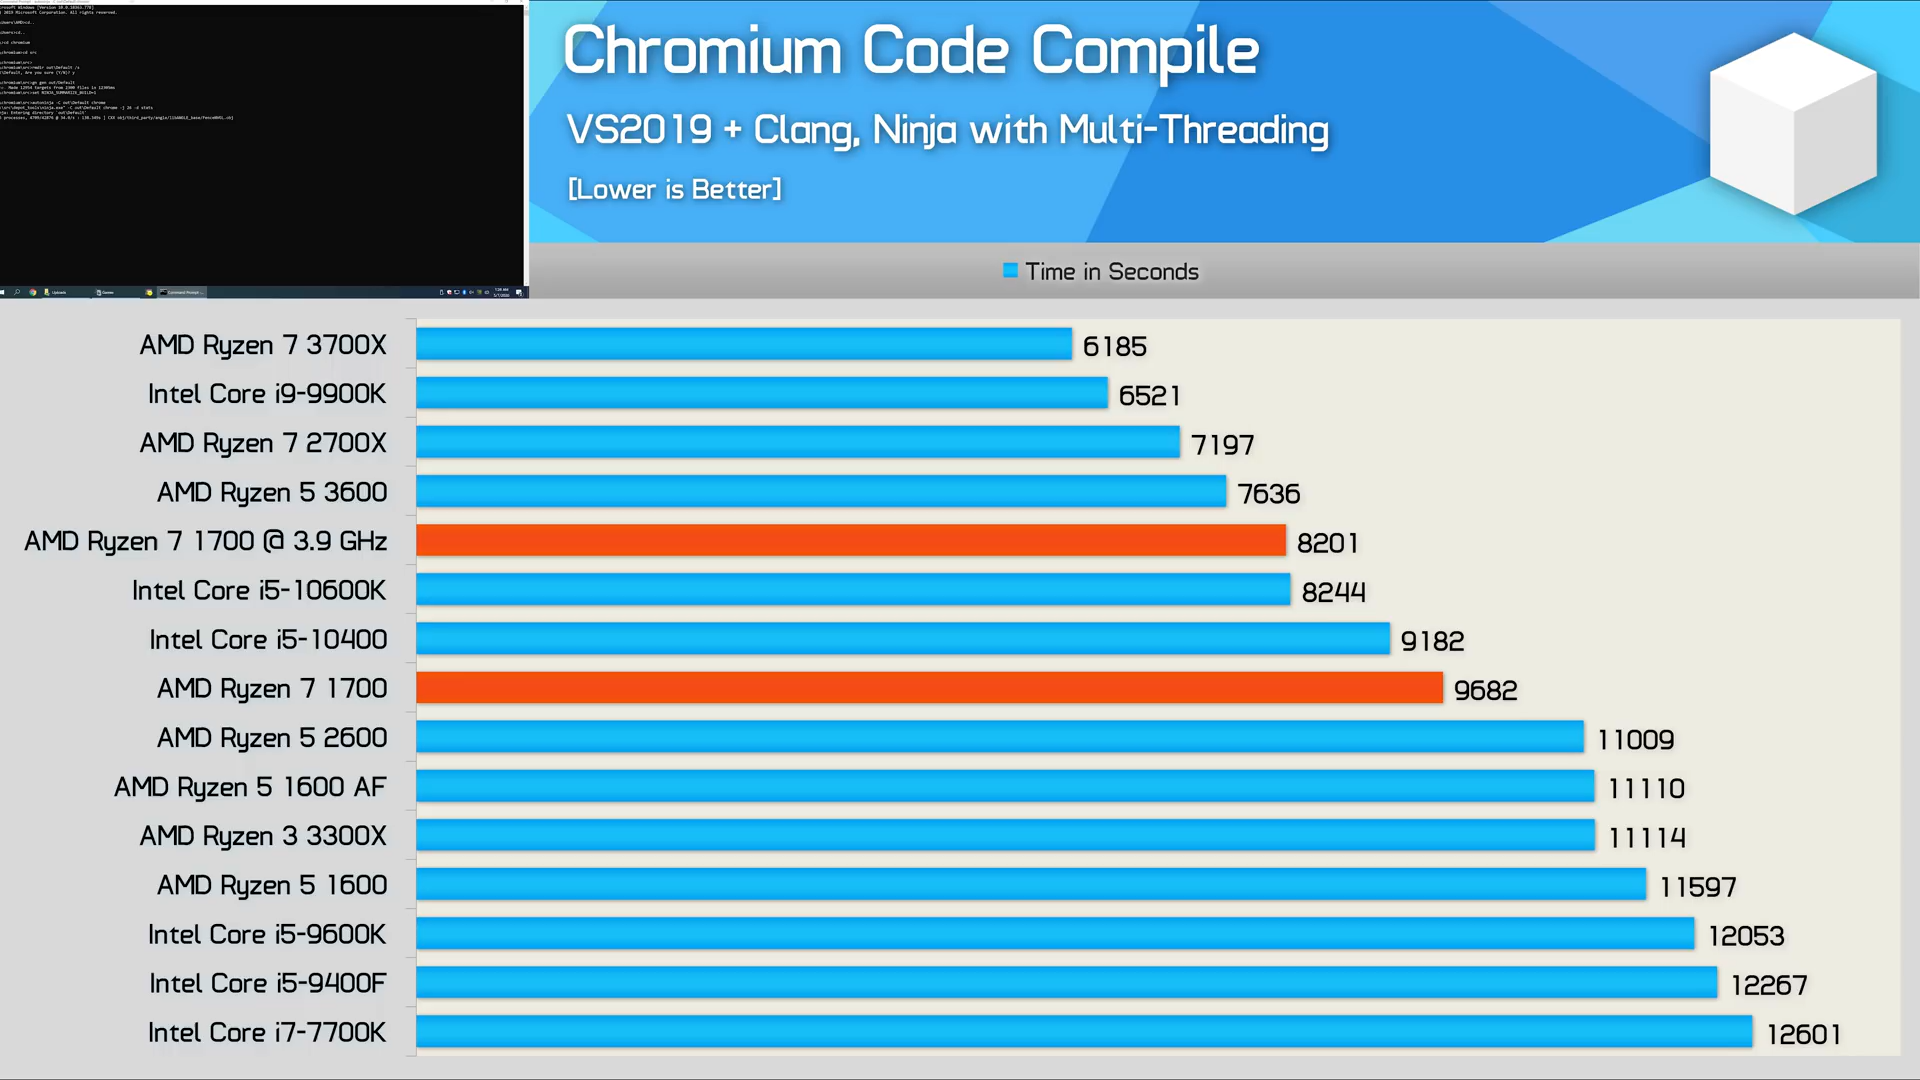 Chromium Code Compile
VS2019 + Clang, Ninja with Multi-Threading
[Lower is Better]
Time in Seconds
AMD Ryzen 7 3700X 6185
Intel Core i9-9900K 6521
AMD Ryzen 7 2700X 7197
AMD Ryzen 5 3600 7636
AMD Ryzen 7 1700 @ 3.9 GHz 8201
Intel Core i5-10600K 8244
Intel Core i5-10400 9182
AMD Ryzen 7 1700 9682
AMD Ryzen 5 2600 11009
AMD Ryzen 5 1600 AF 11110
AMD Ryzen 3 3300X 11114
AMD Ryzen 5 1600 11597
Intel Core i5-9600K 12053
Intel Core i5-9400F 12267
Intel Core i7-7700K 12601